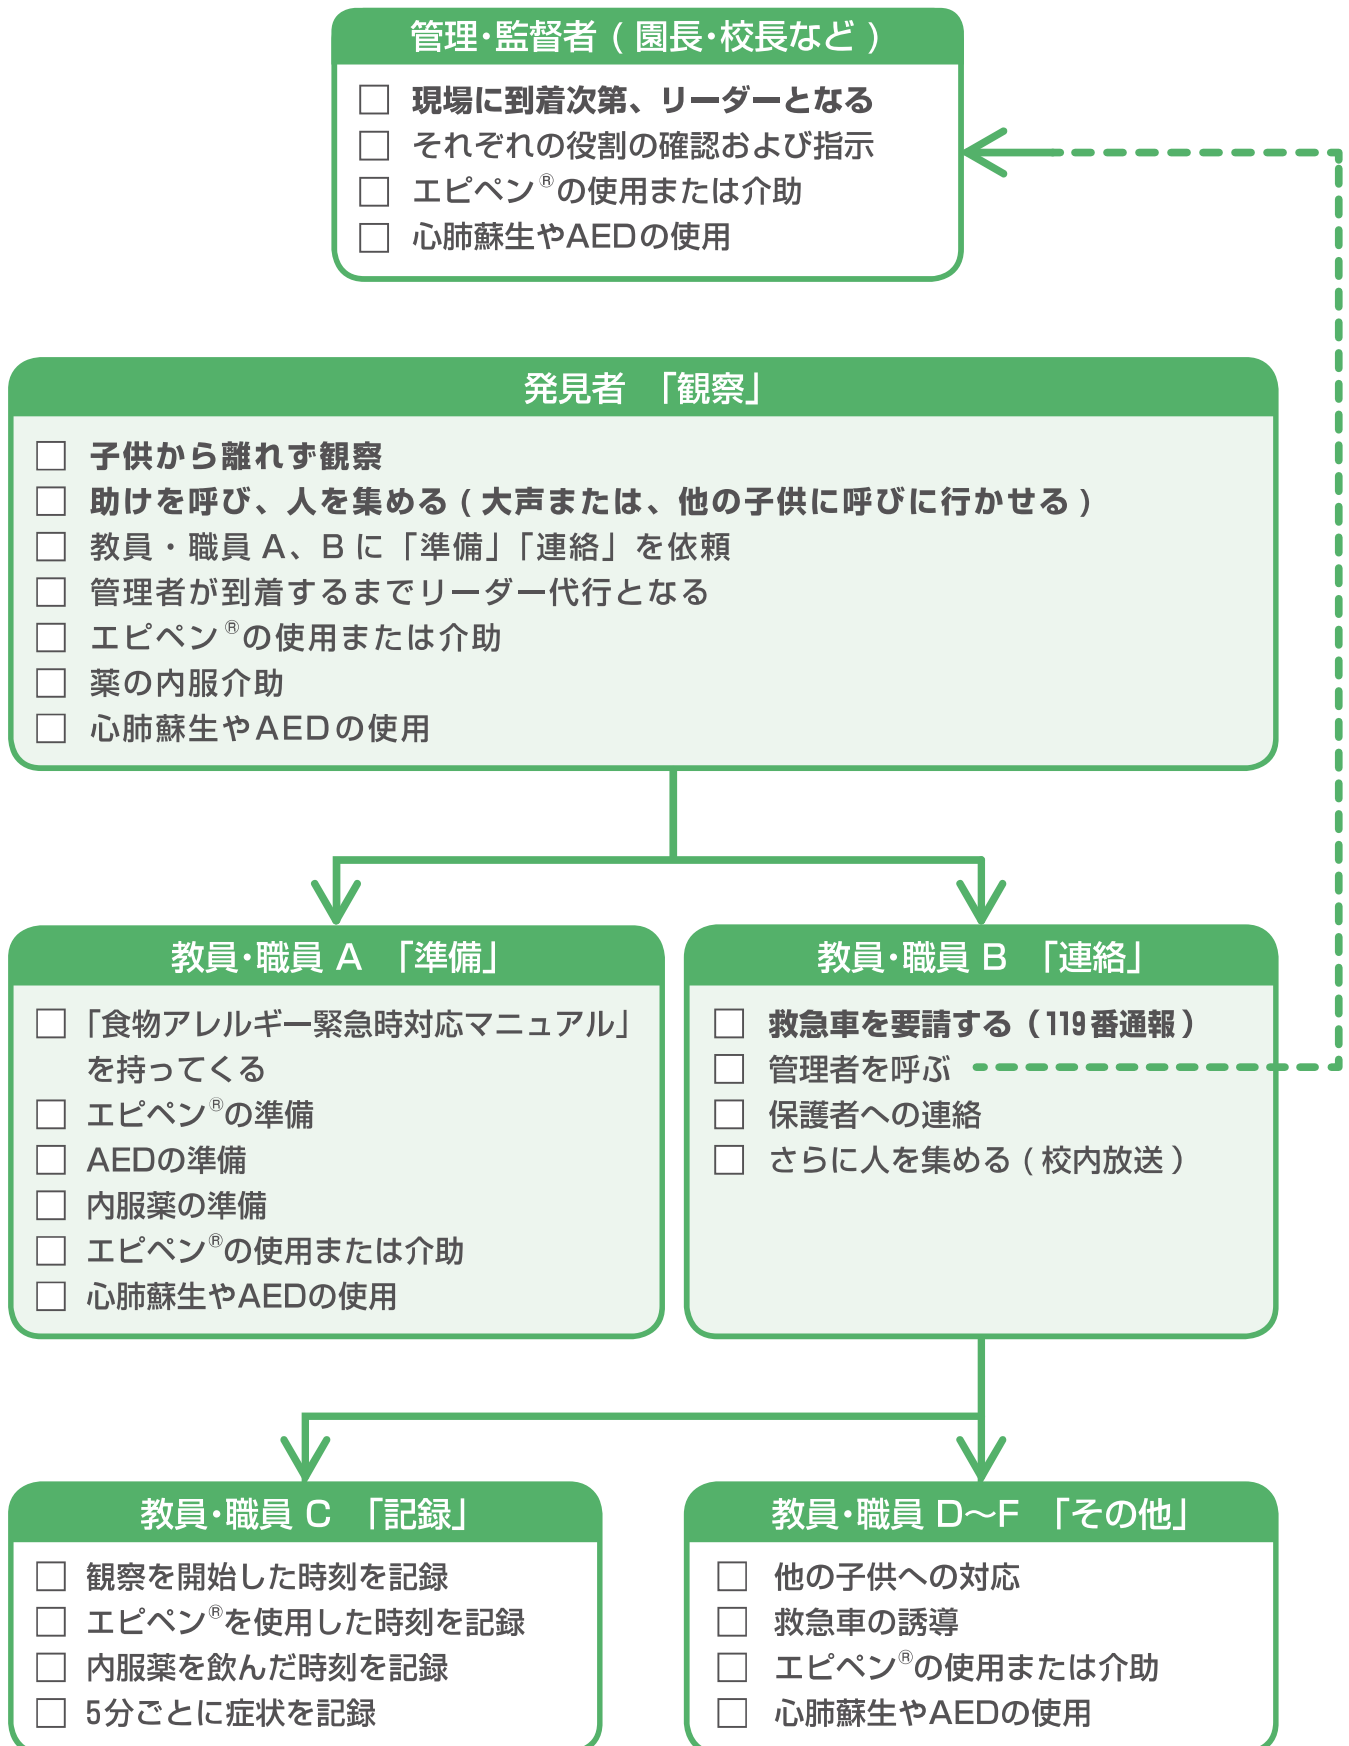 管理・監督者（園長・校長など）
□ 現場に到着次第、リーダーとなる
□ それぞれの役割の確認および指示
□ エピペン®の使用または介助
□ 心肺蘇生やAEDの使用
発見者 「観察」
□ 子供から離れず観察
□ 助けを呼び、人を集める（大声または、他の子供に呼びに行かせる）
□ 教員・職員 A、B に「準備」「連絡」を依頼
□ 管理者が到着するまでリーダー代行となる
□ エピペン®の使用または介助
□ 薬の内服介助
□ 心肺蘇生やAEDの使用
教員・職員 A 「準備」
□ 「食物アレルギー緊急時対応マニュアル」
を持ってくる
□ エピペン®の準備
□ AEDの準備
□ 内服薬の準備
□ エピペン®の使用または介助
□ 心肺蘇生やAEDの使用
教員・職員 B 「連絡」
□ 救急車を要請する（119番通報）
□ 管理者を呼ぶ
□ 保護者への連絡
□ さらに人を集める（校内放送）
教員・職員 C 「記録」
□ 観察を開始した時刻を記録
□ エピペン®を使用した時刻を記録
□ 内服薬を飲んだ時刻を記録
□ 5分ごとに症状を記録
教員・職員 D～F 「その他」
□ 他の子供への対応
□ 救急車の誘導
□ エピペン®の使用または介助
□ 心肺蘇生やAEDの使用